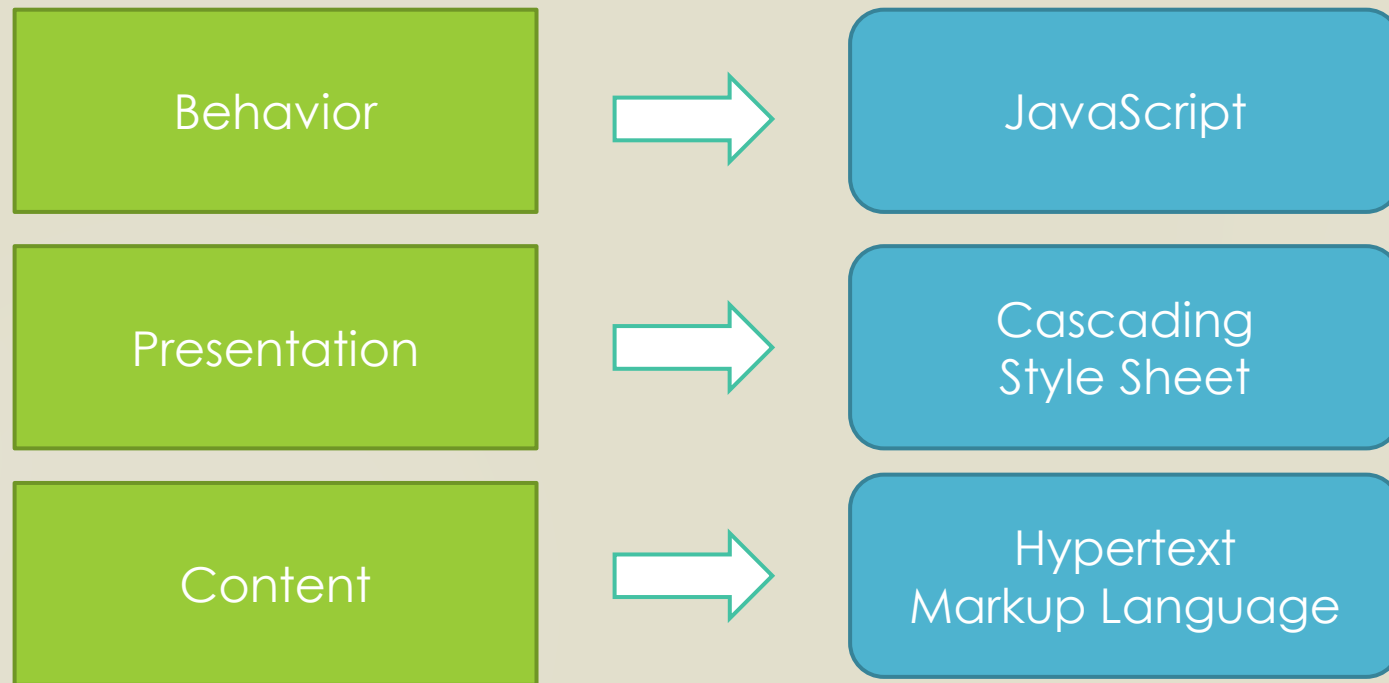 Behavior
JavaScript
Presentation
Cascading
Style Sheet
Content
Hypertext
Markup Language